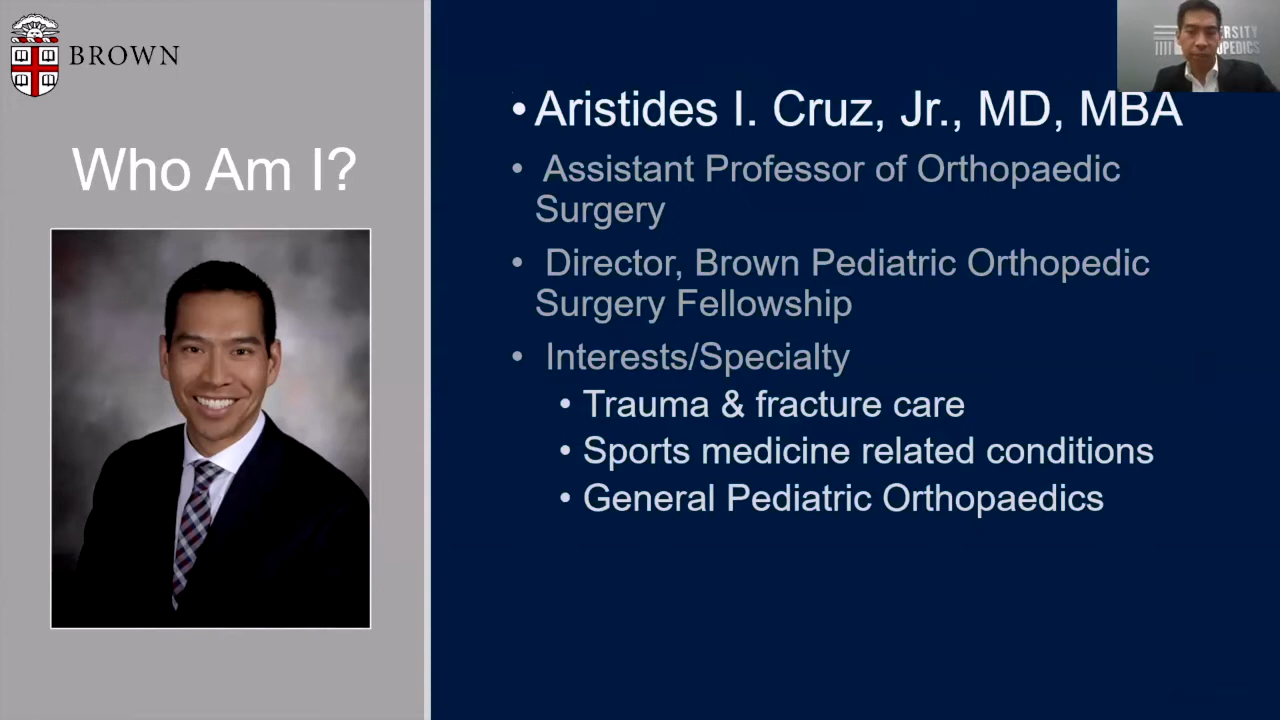 BROWN
Who Am I?
• Aristides I. Cruz, Jr., MD, MBA
• Assistant Professor of Orthopaedic
Surgery
• Director, Brown Pediatric Orthopedic
Surgery Fellowship
• Interests/Specialty
• Trauma & fracture care
• Sports medicine related conditions
• General Pediatric Orthopaedics